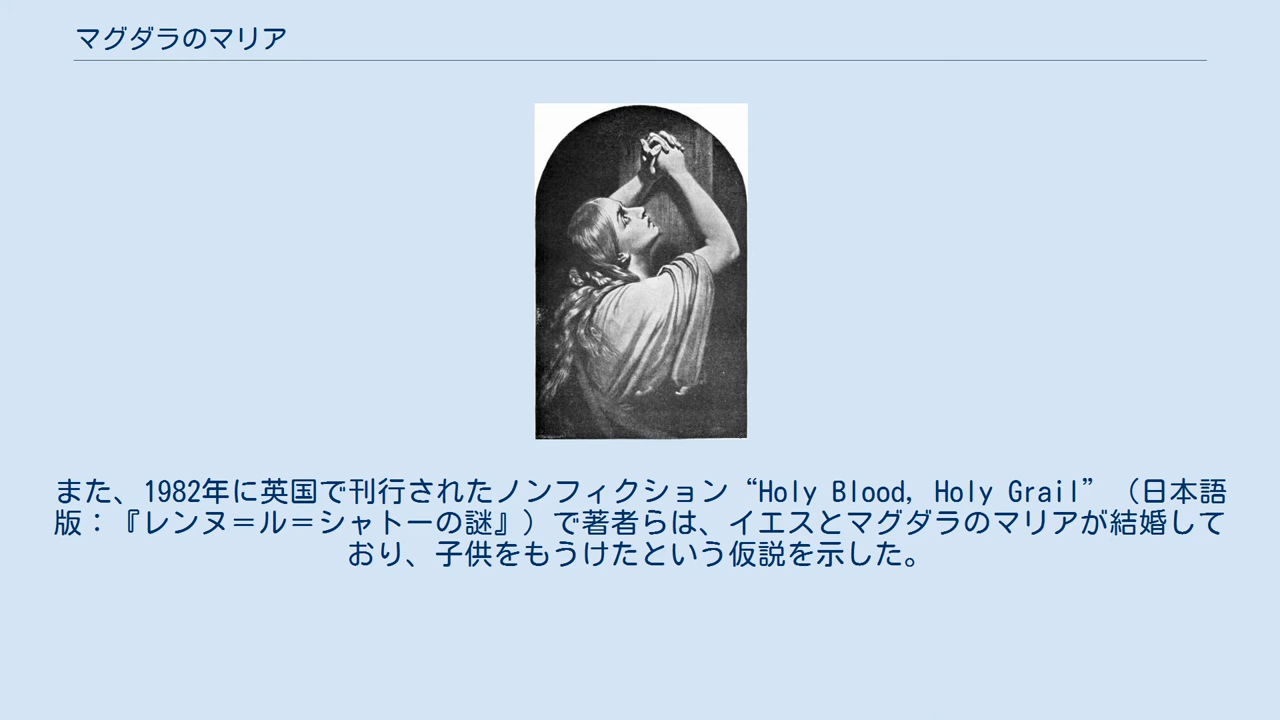 マグダラのマリア
また、1982年に英国で刊行されたノンフィクション“Holy Blood, Holy Grail”（日本語
版：『レンヌ＝ル＝シャトーの謎』）で著者らは、イエスとマグダラのマリアが結婚して
おり、子供をもうけたという仮説を示した。